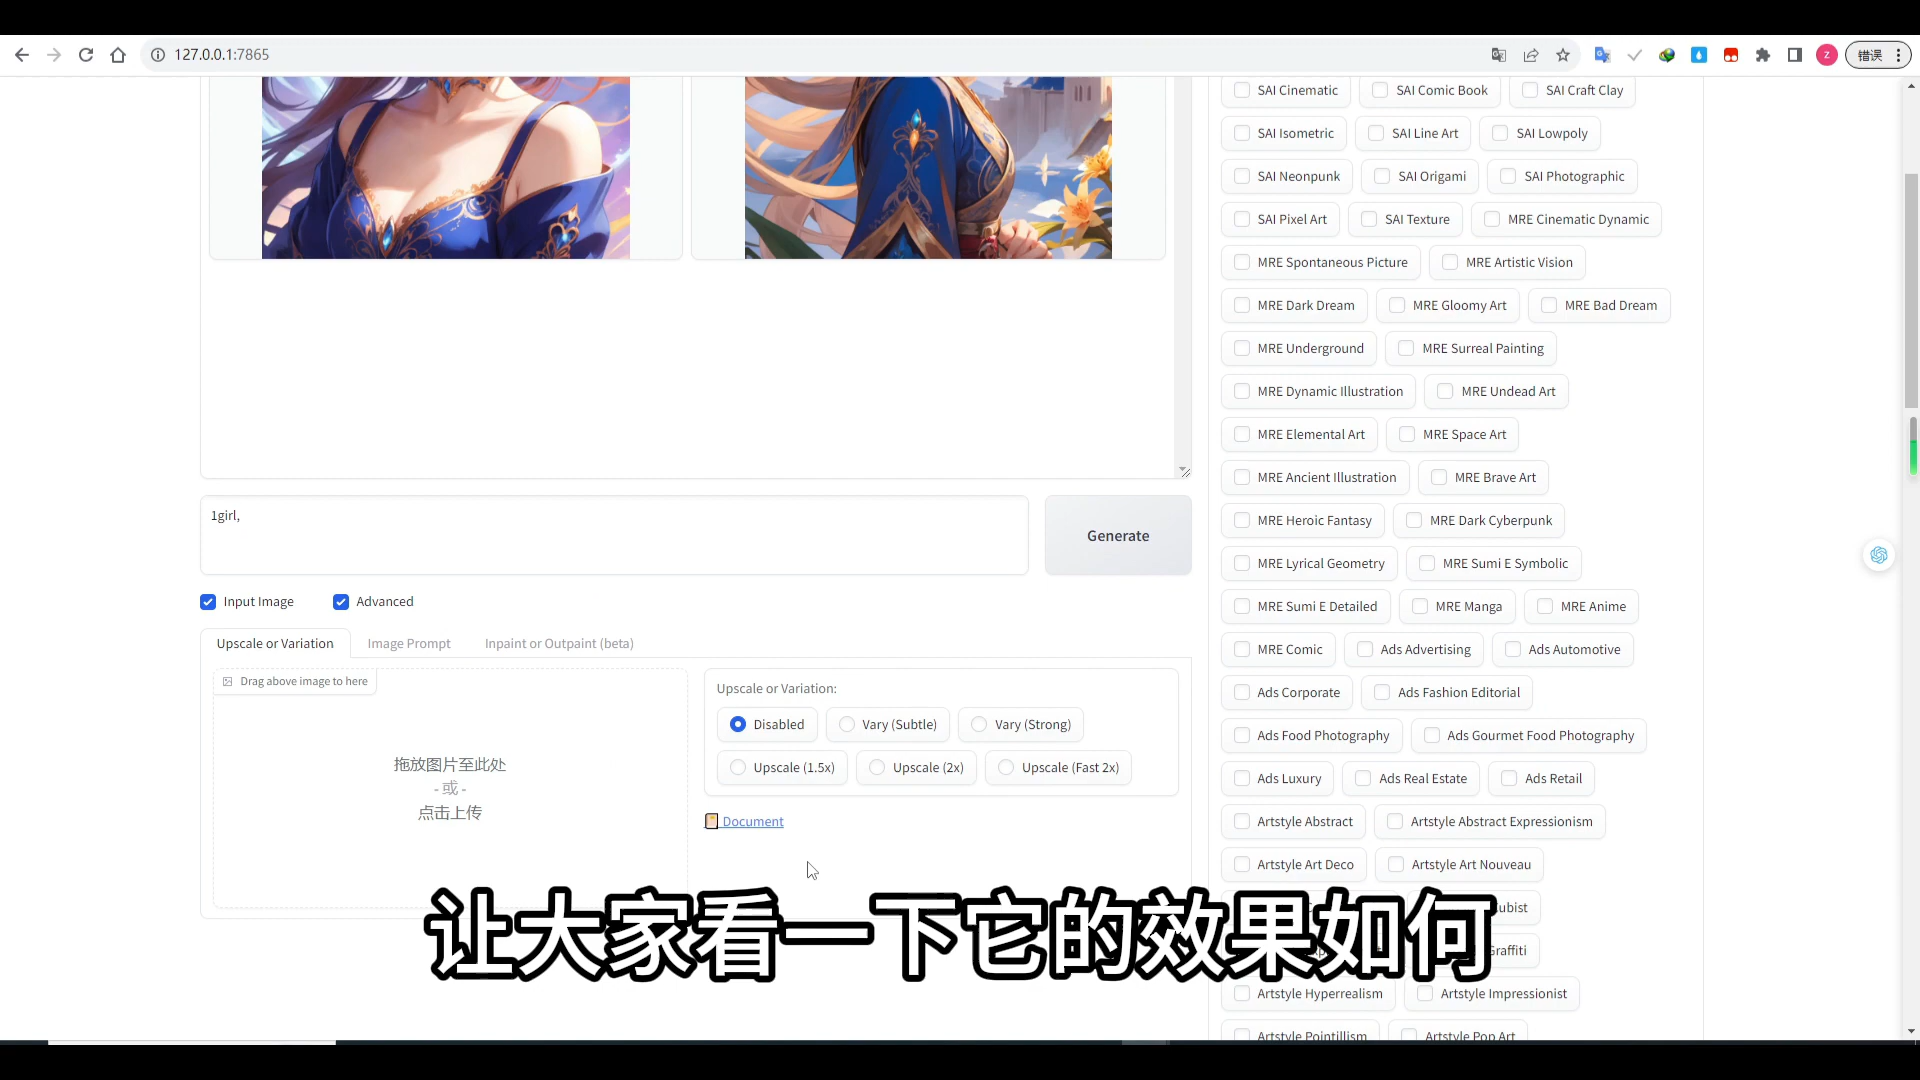 127.0.0.1:7865
Z
错误
SAI Cinematic
SAI Comic Book
SAI Craft Clay
SAI Isometric
SAI Line Art
SAI Lowpoly
SAI Neonpunk
SAI Origami
SAI Photographic
SAI Pixel Art
SAI Texture
MRE Cinematic Dynamic
MRE Spontaneous Picture
MRE Artistic Vision
MRE Dark Dream
MRE Gloomy Art
MRE Bad Dream
MRE Underground
MRE Surreal Painting
MRE Dynamic Illustration
MRE Undead Art
MRE Elemental Art
MRE Space Art
MRE Ancient Illustration
MRE Brave Art
MRE Heroic Fantasy
MRE Dark Cyberpunk
MRE Lyrical Geometry
MRE Sumi E Symbolic
MRE Sumi E Detailed
MRE Manga
MRE Anime
MRE Comic
Ads Advertising
Ads Automotive
Ads Corporate
Ads Fashion Editorial
Ads Food Photography
Ads Gourmet Food Photography
Ads Luxury
Ads Real Estate
Ads Retail
Artstyle Abstract
Artstyle Abstract Expressionism
Artstyle Art Deco
Artstyle Art Nouveau
ubist
Graffiti
Artstyle Hyperrealism
Artstyle Impressionist
Artstyle Pointillism
Artstyle Pop Art
1girl,
Generate
Input Image
Advanced
Upscale or Variation
Image Prompt
Inpaint or Outpaint (beta)
Drag above image to here
拖放图片至此处
- 或 -
点击上传
Upscale or Variation:
Disabled
Vary (Subtle)
Vary (Strong)
Upscale (1.5x)
Upscale (2x)
Upscale (Fast 2x)
Document
让大家看一下它的效果如何